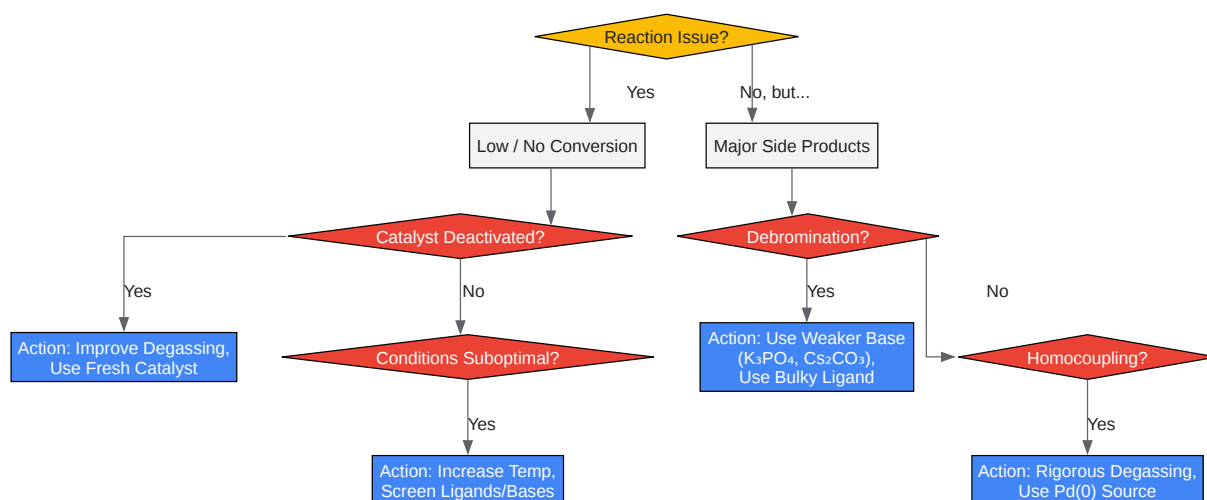 Reaction Issue?
Yes
No, but...
Low / No Conversion
Major Side Products
Catalyst Deactivated?
Debromination?
Yes
No
Yes
No
Action: Improve Degassing,
Use Fresh Catalyst
Conditions Suboptimal?
Action: Use Weaker Base
(K₃PO₄, Cs₂CO₃),
Use Bulky Ligand
Homocoupling?
Yes
Yes
Action: Increase Temp,
Screen Ligands/Bases
Action: Rigorous Degassing,
Use Pd(0) Source